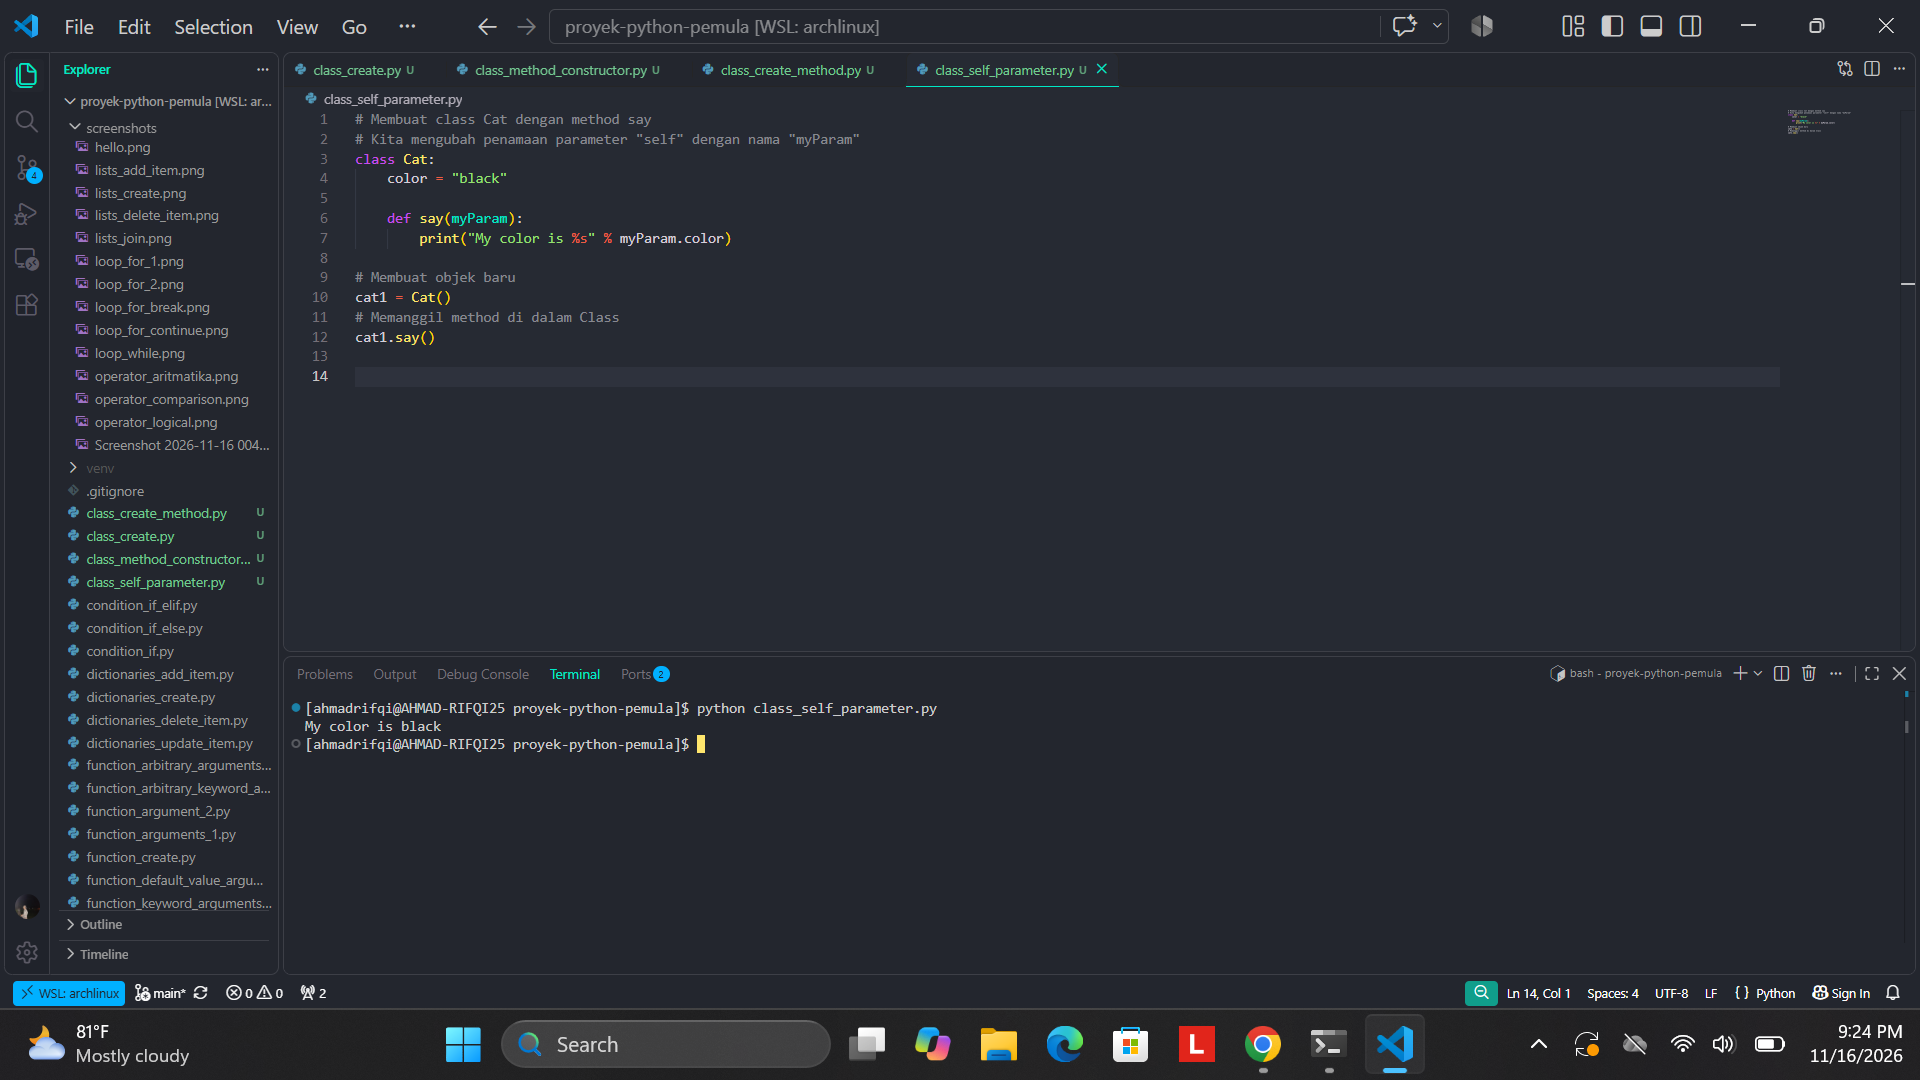 File Edit Selection View Go ...
proyek-python-pemula [WSL: archlinux]
Explorer
proyek-python-pemula [WSL: ar...
screenshots
hello.png
lists_add_item.png
lists_create.png
lists_delete_item.png
lists_join.png
loop_for_1.png
loop_for_2.png
loop_for_break.png
loop_for_continue.png
loop_while.png
operator_aritmatika.png
operator_comparison.png
operator_logical.png
Screenshot 2026-11-16 004...
venv
.gitignore
class_create_method.py U
class_create.py U
class_method_constructor... U
class_self_parameter.py U
condition_if_elif.py
condition_if_else.py
condition_if.py
dictionaries_add_item.py
dictionaries_create.py
dictionaries_delete_item.py
dictionaries_update_item.py
function_arbitrary_arguments...
function_arbitrary_keyword_a...
function_argument_2.py
function_arguments_1.py
function_create.py
function_default_value_argu...
function_keyword_arguments...
Outline
Timeline
4
class_create.py U class_method_constructor.py U class_create_method.py U class_self_parameter.py U
class_self_parameter.py
1 # Membuat class Cat dengan method say
2 # Kita mengubah penamaan parameter "self" dengan nama "myParam"
3 class Cat:
4 color = "black"
5
6 def say(myParam):
7 print("My color is %s" % myParam.color)
8
9 # Membuat objek baru
10 cat1 = Cat()
11 # Memanggil method di dalam Class
12 cat1.say()
13
14
Problems Output Debug Console Terminal Ports 2
bash - proyek-python-pemula
[ahmadrifqi@AHMAD-RIFQI25 proyek-python-pemula]$ python class_self_parameter.py
My color is black
[ahmadrifqi@AHMAD-RIFQI25 proyek-python-pemula]$
WSL: archlinux main* 0 0 2
Ln 14, Col 1 Spaces: 4 UTF-8 LF {} Python Sign In
81°F
Mostly cloudy
Search
L
9:24 PM
11/16/2026